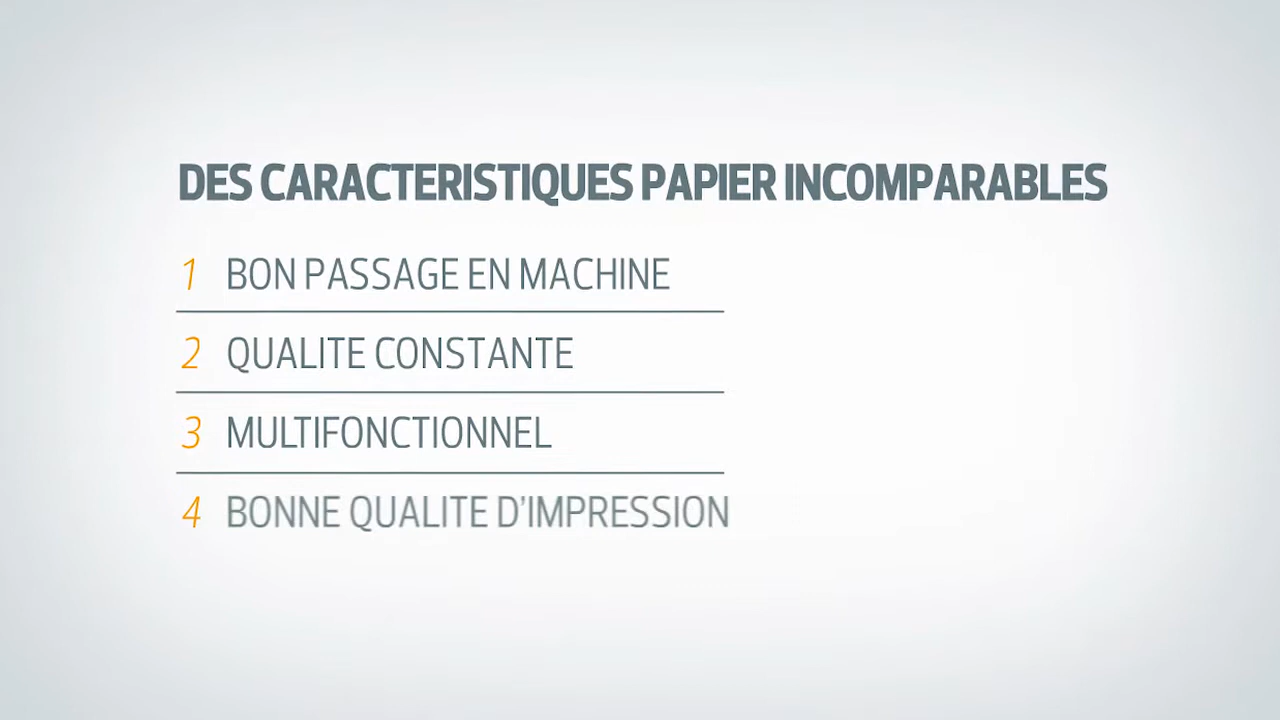 DES CARACTERISTIQUES PAPIER INCOMPARABLES
1 BON PASSAGE EN MACHINE
2 QUALITE CONSTANTE
3 MULTIFONCTIONNEL
4 BONNE QUALITE D'IMPRESSION